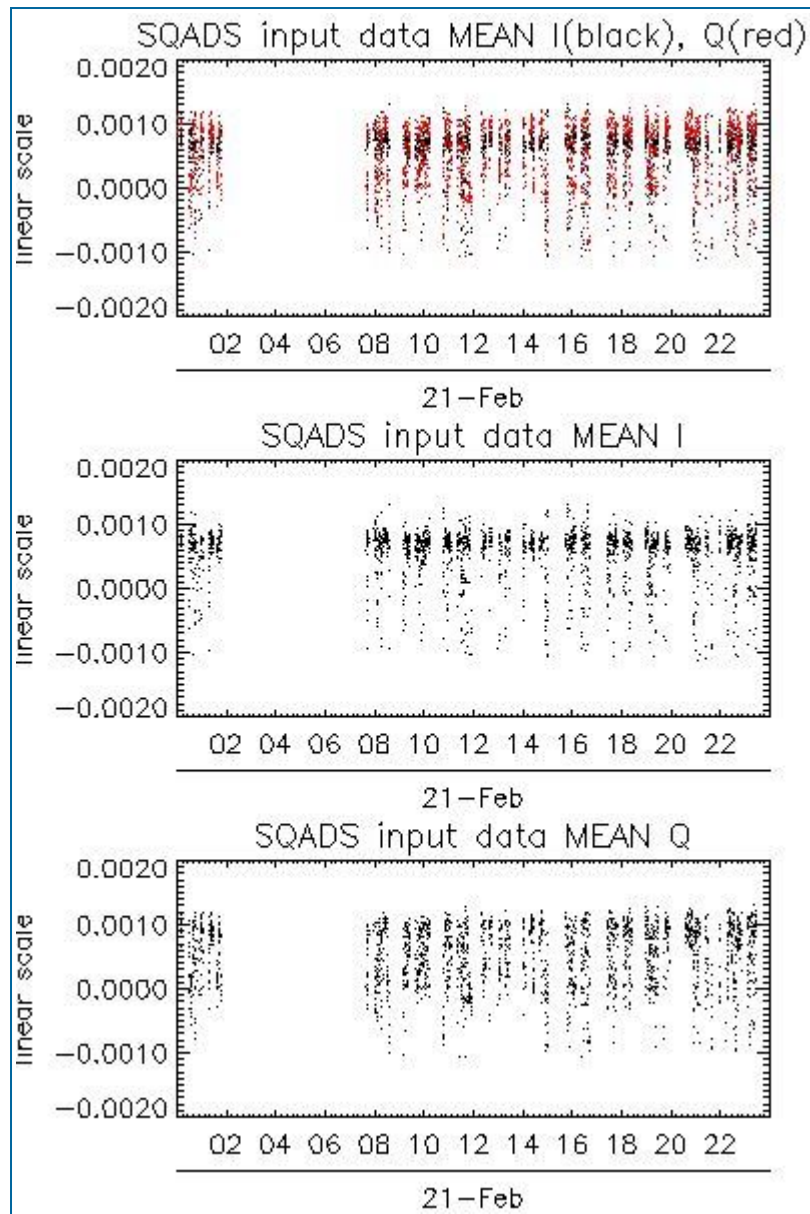 SQADS input data MEAN I(black), Q(red)
0.0020
0.0010
0.0000
−0.0010
−0.0020
linear scale
02 04 06 08 10 12 14 16 18 20 22
21−Feb
SQADS input data MEAN I
0.0020
0.0010
0.0000
−0.0010
−0.0020
linear scale
02 04 06 08 10 12 14 16 18 20 22
21−Feb
SQADS input data MEAN Q
0.0020
0.0010
0.0000
−0.0010
−0.0020
linear scale
02 04 06 08 10 12 14 16 18 20 22
21−Feb